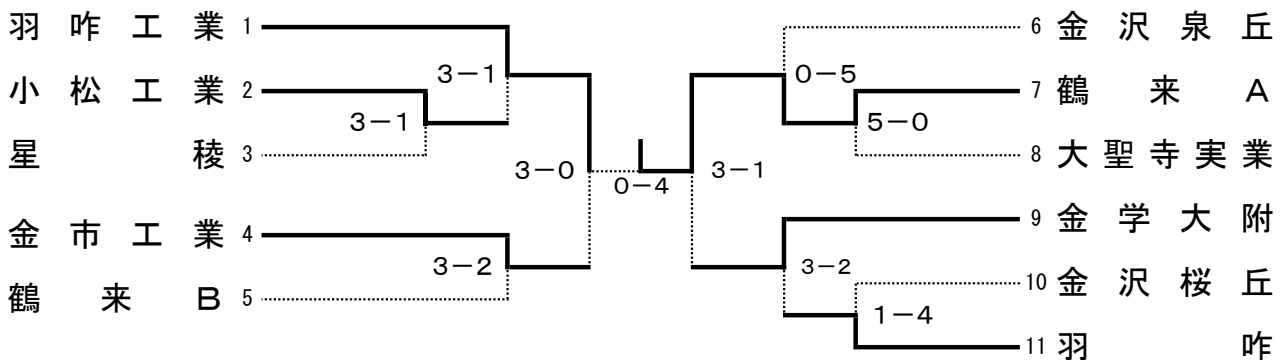 羽咋工業 1
3−1
小松工業 2
3−1
星稜 3
3−0
金市工業 4
3−2
鶴来B 5
0−4
6 金沢泉丘
0−5
7 鶴来A
5−0
8 大聖寺実業
3−1
9 金学大附
3−2
10 金沢桜丘
1−4
11 羽咋